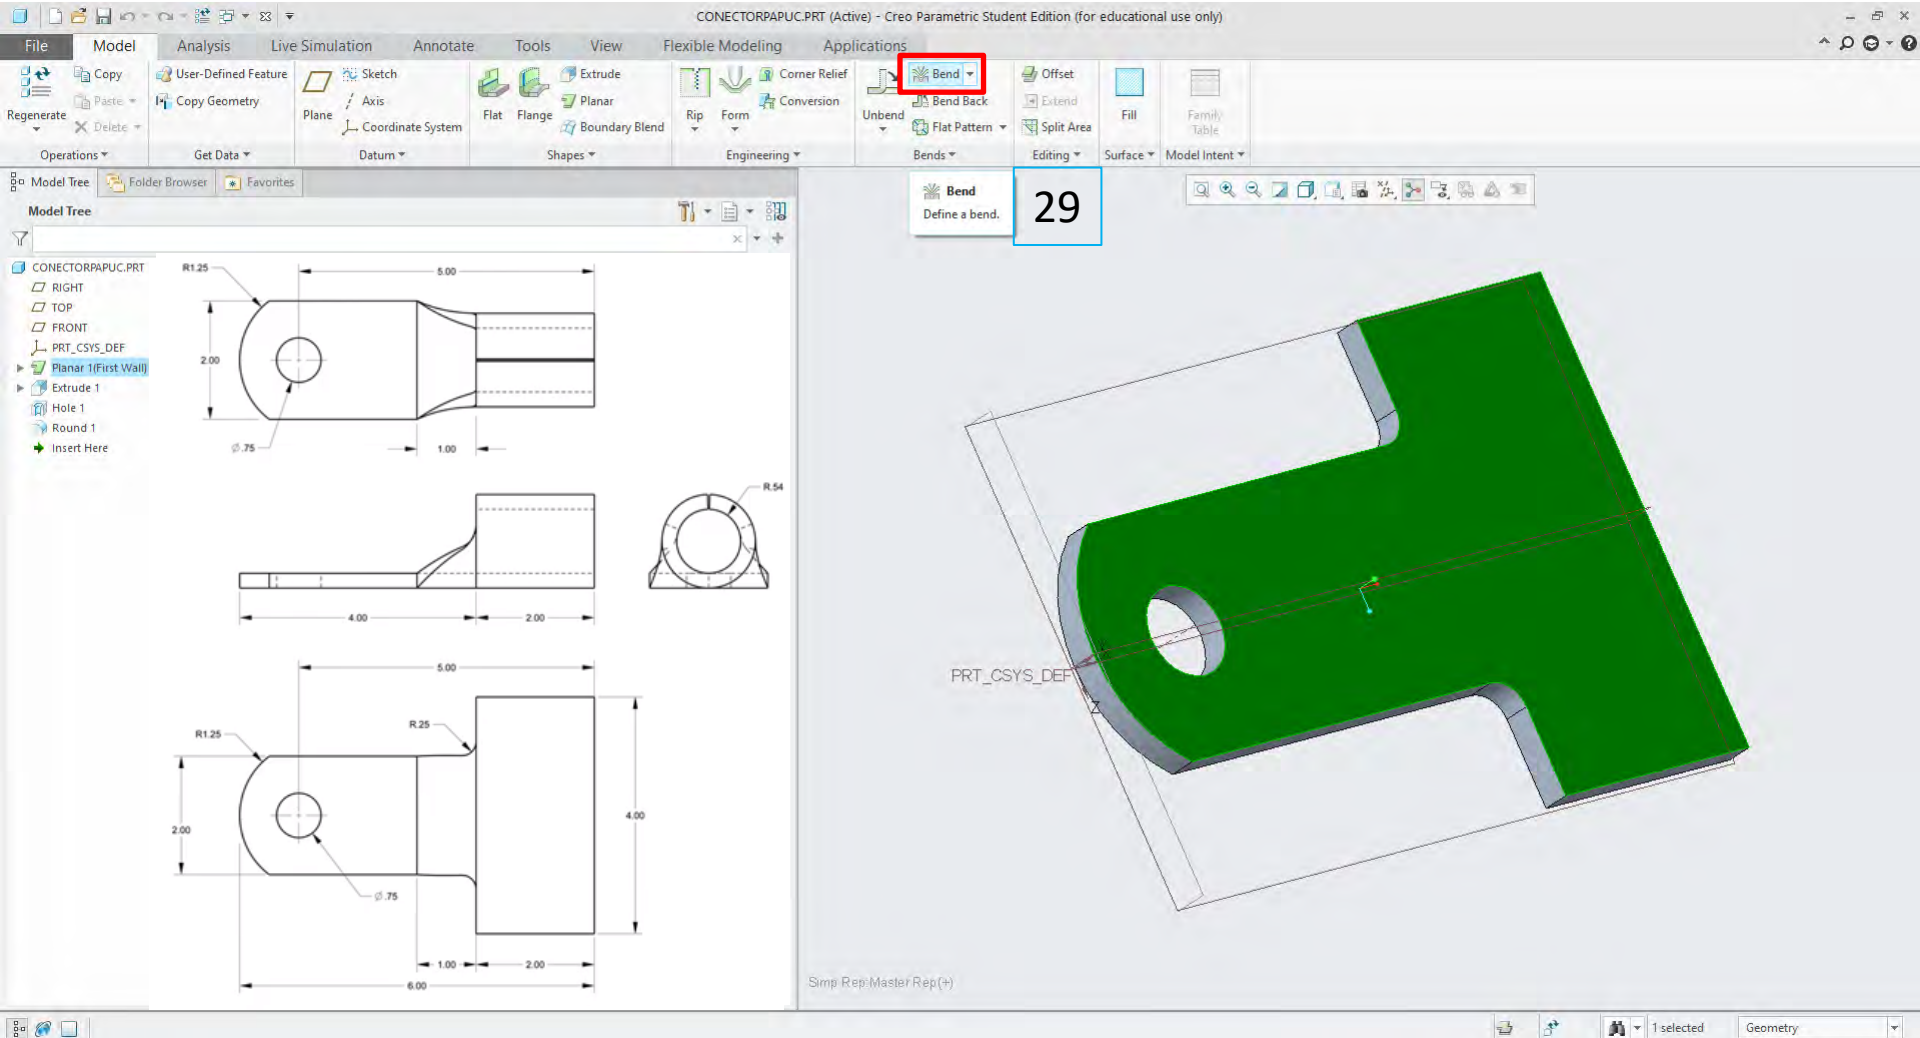 CONECTORPAPUC.PRT (Active) - Creo Parametric Student Edition (for educational use only)
File Model Analysis Live Simulation Annotate Tools View Flexible Modeling Applications
Regenerate
Copy
Paste
Delete
Operations
User-Defined Feature
Copy Geometry
Get Data
Plane
Sketch
Axis
Coordinate System
Datum
Flat
Flange
Extrude
Planar
Boundary Blend
Shapes
Rip
Form
Corner Relief
Conversion
Engineering
Unbend
Bend
Bend Back
Flat Pattern
Bends
Offset
Extend
Split Area
Editing
Fill
Surface
Family
Table
Model Intent
Model Tree Folder Browser Favorites
Model Tree
Bend
Define a bend.
29
CONECTORPAPUC.PRT
RIGHT
TOP
FRONT
PRT_CSYS_DEF
Planar 1(First Wall)
Extrude 1
Hole 1
Round 1
Insert Here
R1.25
5.00
2.00
∅.75
1.00
R.54
4.00
2.00
5.00
R1.25
R.25
2.00
4.00
∅.75
1.00
2.00
6.00
PRT_CSYS_DEF
Z
Simp Rep:Master Rep(+)
1 selected
Geometry